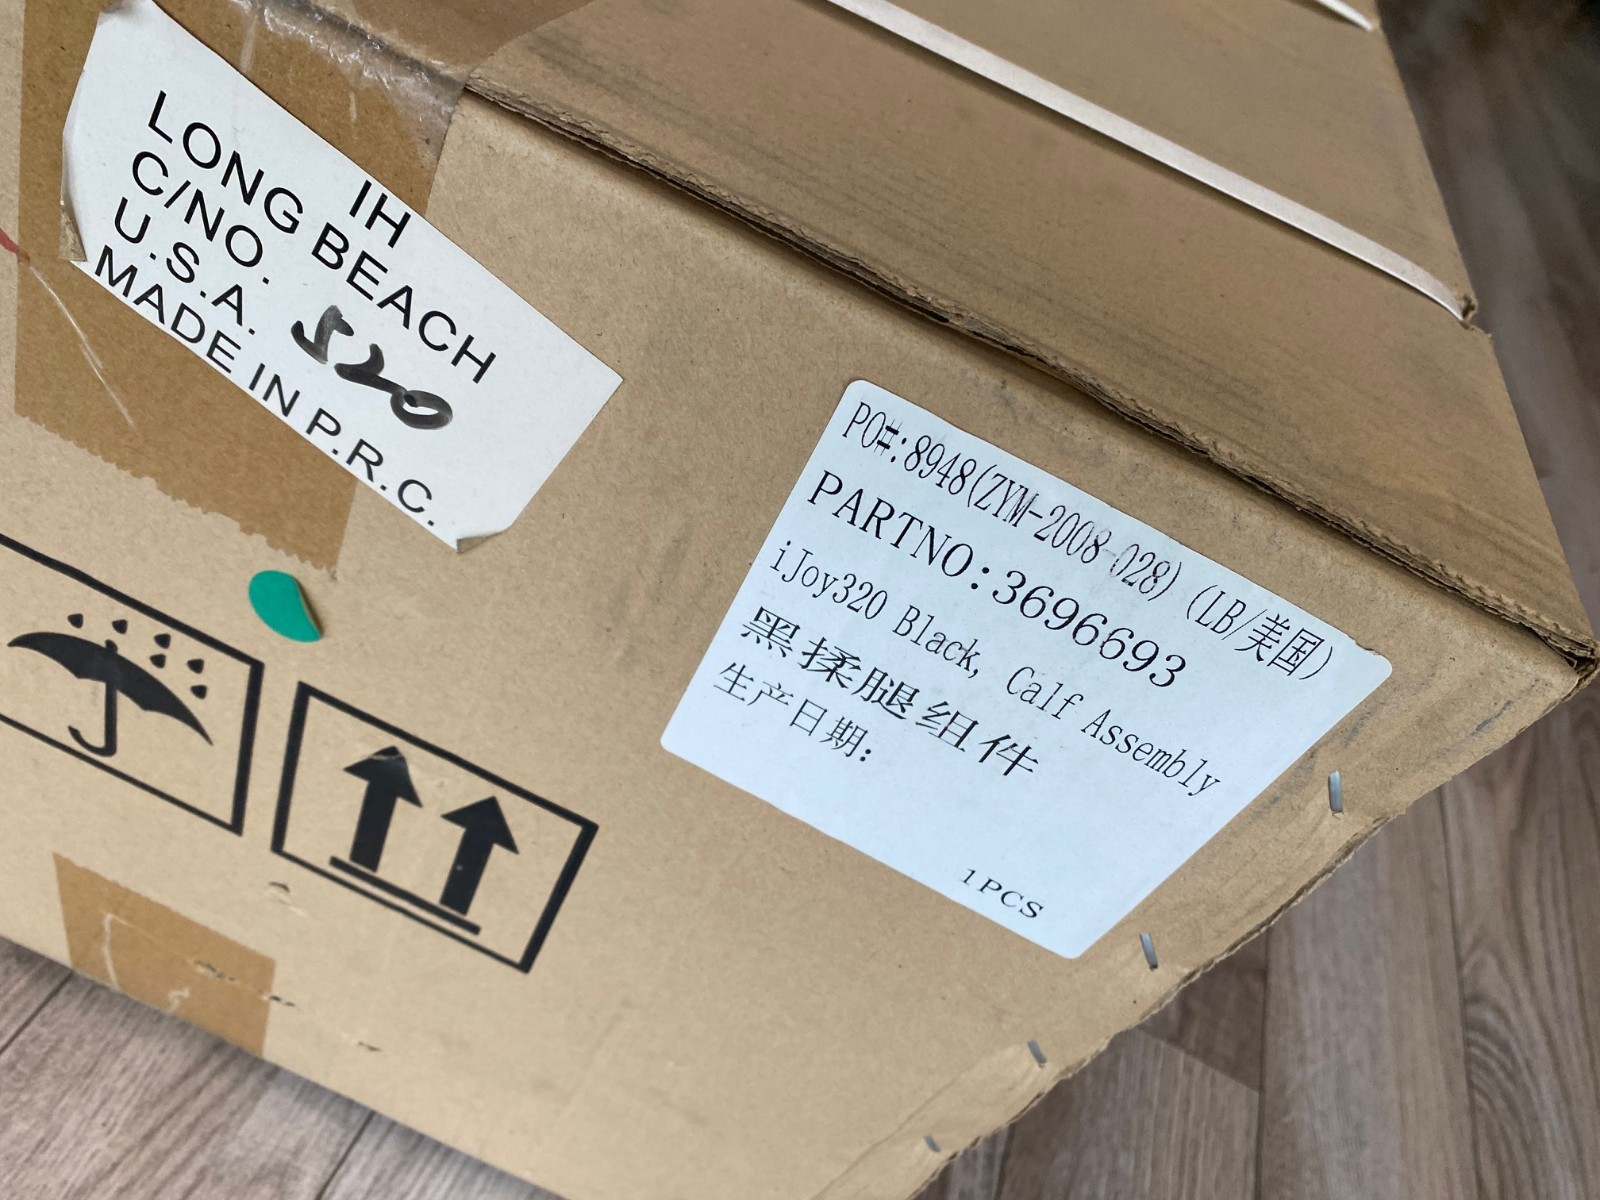 IH
LONG BEACH
C/NO. 520
U.S.A.
MADE IN P.R.C.
PO#:8948(ZYM-2008-028) (LB/美国)
PARTNO:3696693
iJoy320 Black, Calf Assembly
黑揉腿组件
生产日期:
1PCS